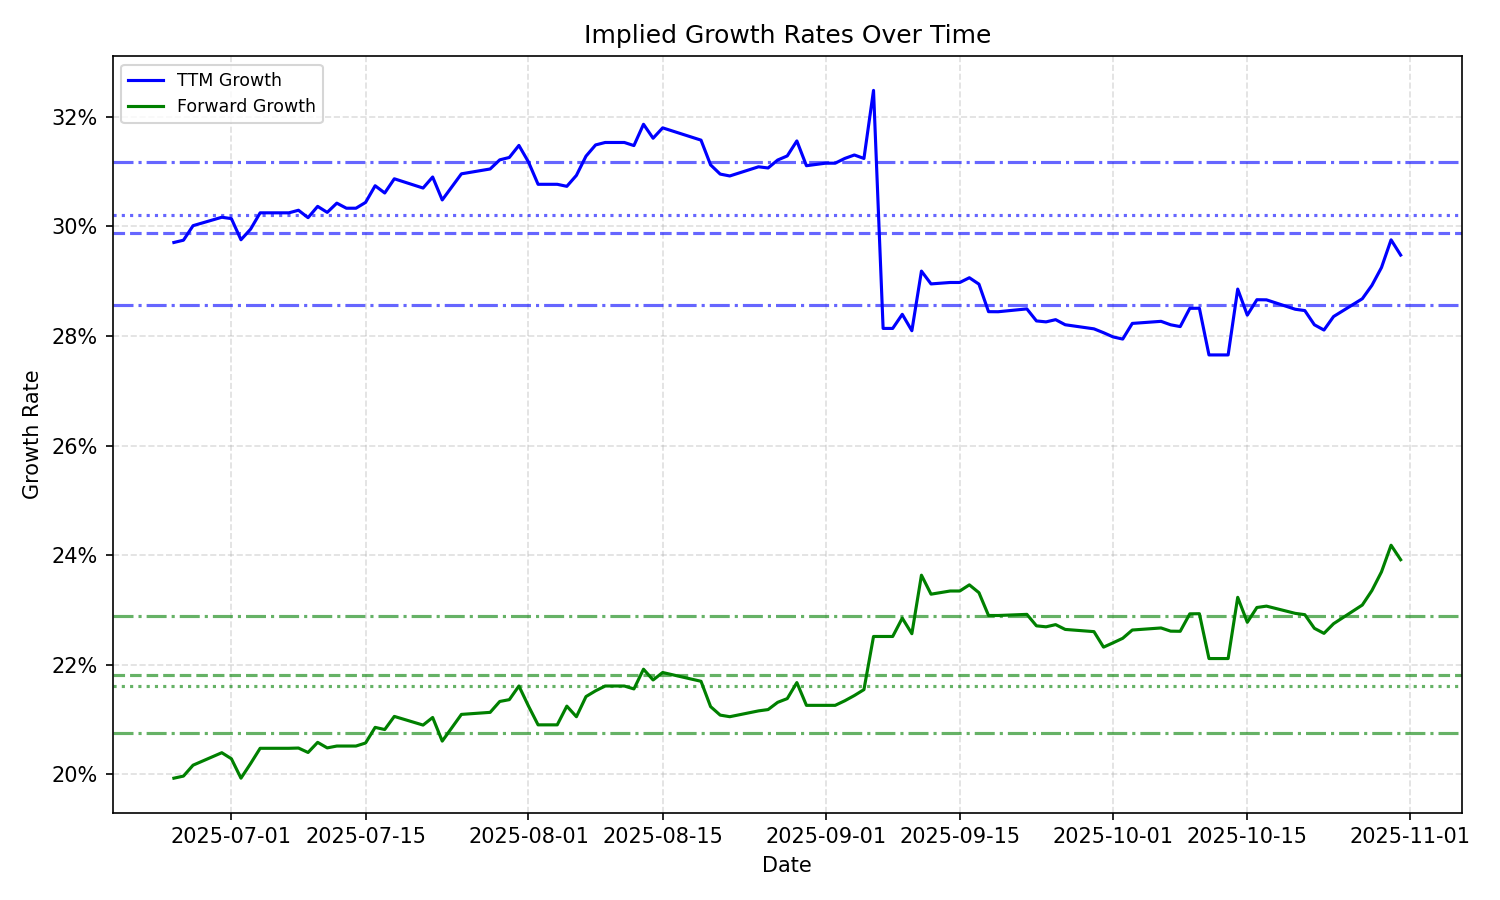 Implied Growth Rates Over Time
TTM Growth
Forward Growth
32%
30%
28%
26%
24%
22%
20%
Growth Rate
2025-07-01 2025-07-15 2025-08-01 2025-08-15 2025-09-01 2025-09-15 2025-10-01 2025-10-15 2025-11-01
Date